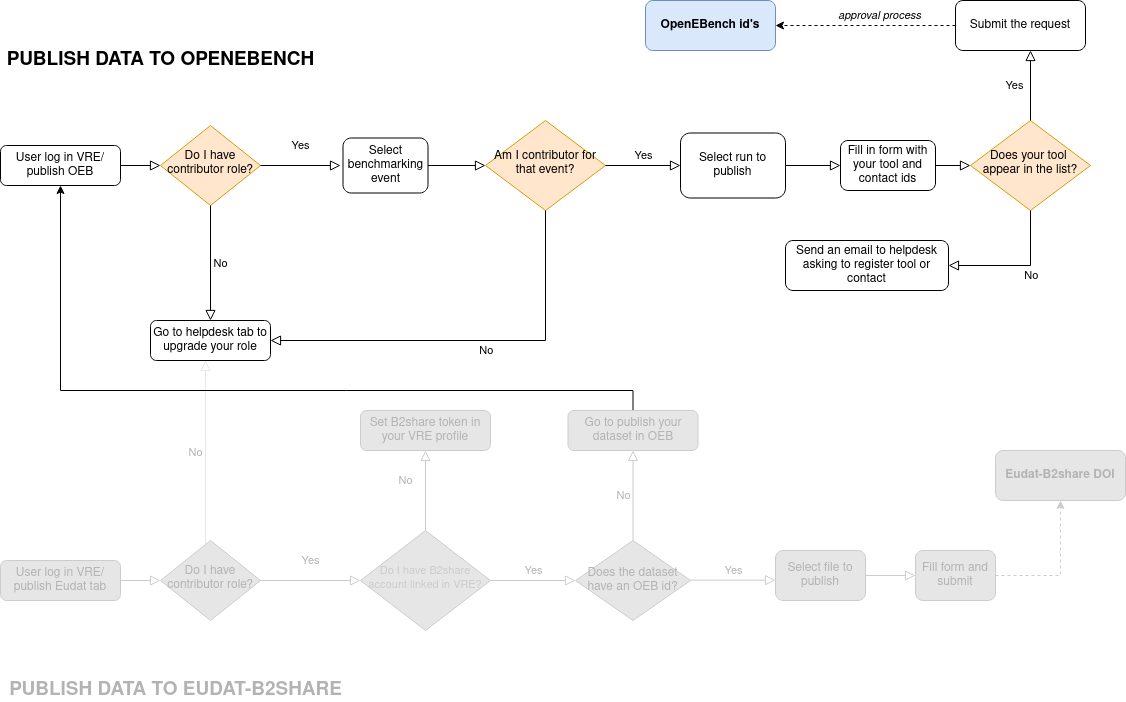 OpenEBench id's
approval process
Submit the request
PUBLISH DATA TO OPENEBENCH
Yes
User log in VRE/
publish OEB
Do I have
contributor role?
Yes
Select
benchmarking
event
Am I contributor for
that event?
Yes
Select run to
publish
Fill in form with
your tool and
contact ids
Does your tool
appear in the list?
No
No
Send an email to helpdesk
asking to register tool or
contact
No
Go to helpdesk tab to
upgrade your role
No
Set B2share token in
your VRE profile
Go to publish your
dataset in OEB
No
No
Eudat-B2share DOI
User log in VRE/
publish Eudat tab
Do I have
contributor role?
Yes
Do I have B2share
account linked in VRE?
Yes
Does the dataset
have an OEB id?
Yes
Select file to
publish
Fill form and
submit
PUBLISH DATA TO EUDAT-B2SHARE